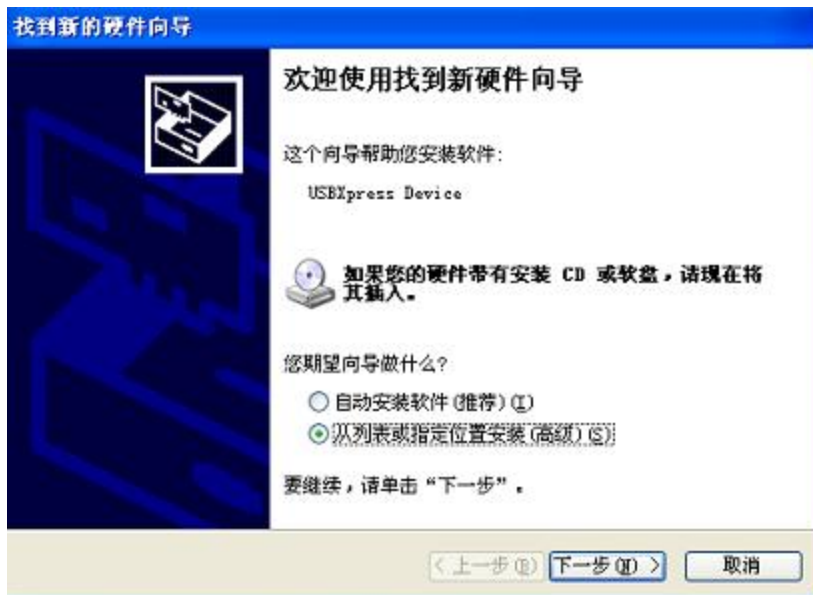 找到新的硬件向导
欢迎使用找到新硬件向导
这个向导帮助您安装软件:
USBXpress Device
如果您的硬件带有安装 CD 或软盘，请现在将
其插入。
您期望向导做什么?
自动安装软件(推荐)(I)
从列表或指定位置安装(高级)(S)
要继续，请单击“下一步”。
< 上一步(B)
下一步(N) >
取消